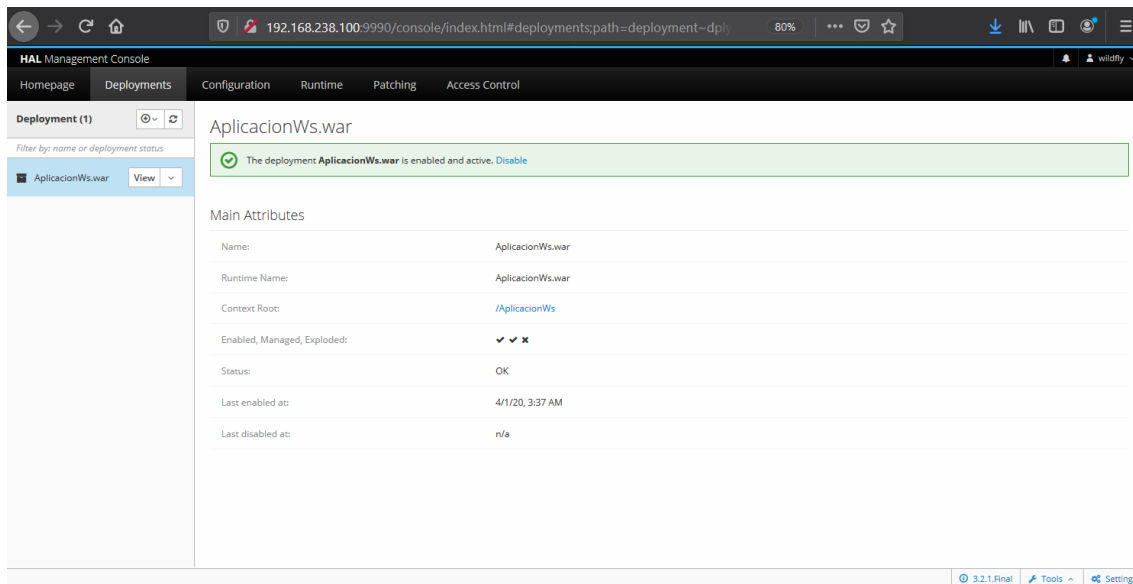 192.168.238.100:9990/console/index.html#deployments;path=deployment~dply
80%
HAL Management Console
wildfly
Homepage
Deployments
Configuration
Runtime
Patching
Access Control
Deployment (1)
Filter by: name or deployment status
AplicacionWs.war
View
AplicacionWs.war
The deployment AplicacionWs.war is enabled and active. Disable
Main Attributes
Name: AplicacionWs.war
Runtime Name: AplicacionWs.war
Context Root: /AplicacionWs
Enabled, Managed, Exploded:
Status: OK
Last enabled at: 4/1/20, 3:37 AM
Last disabled at: n/a
3.2.1.Final
Tools
Setting